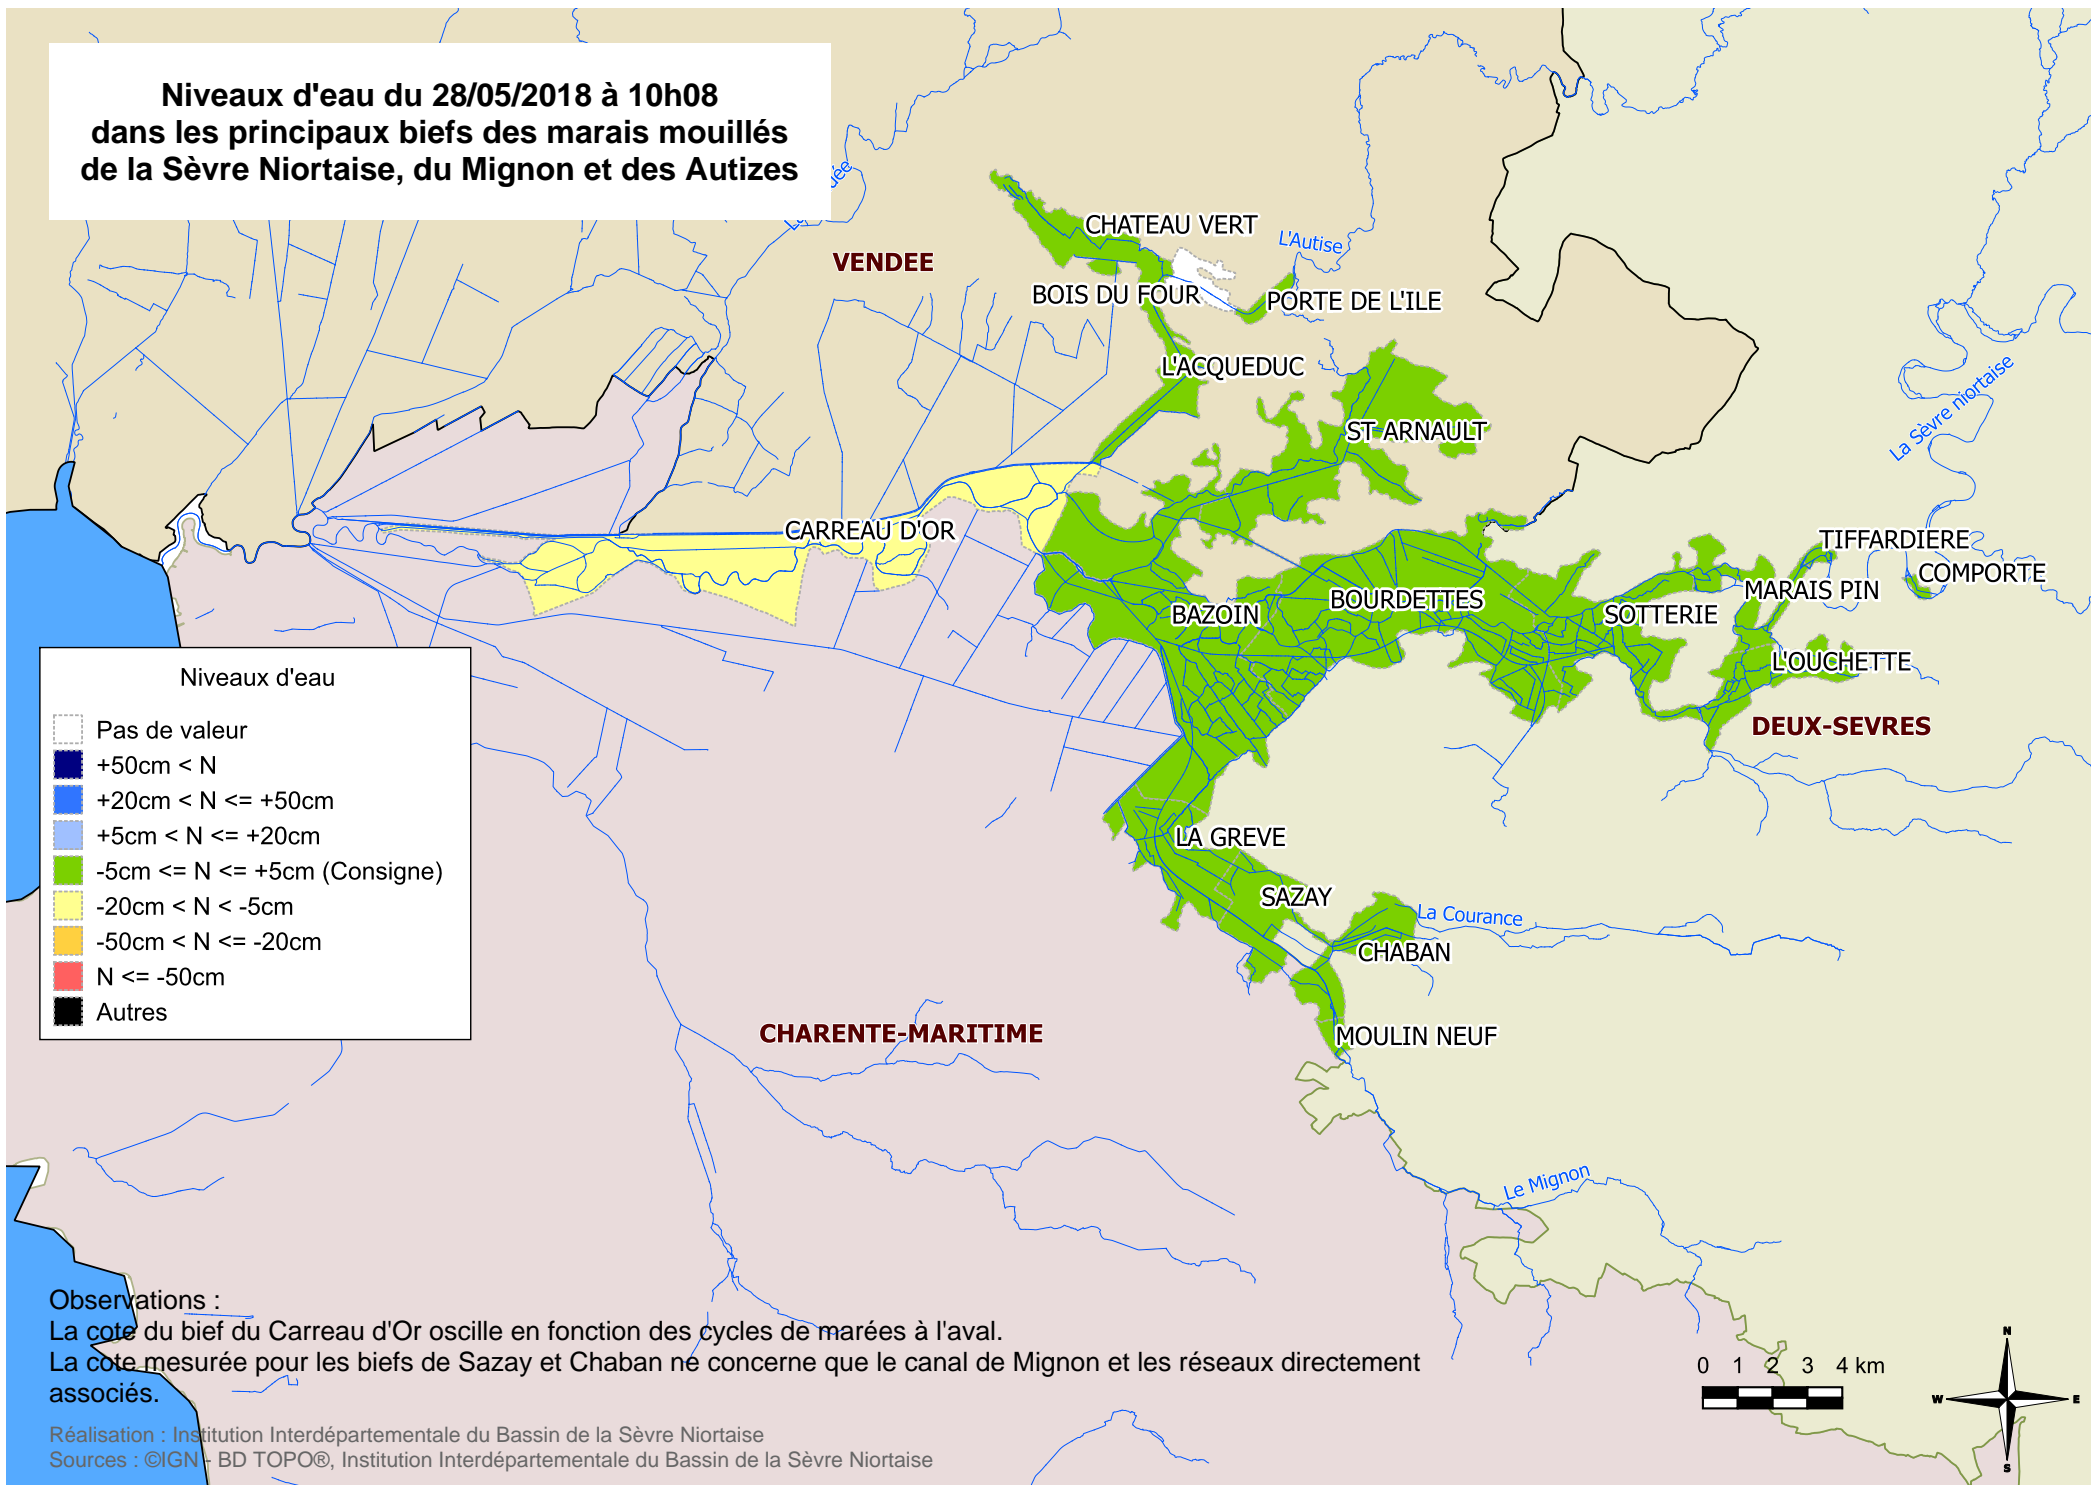 Niveaux d'eau du 28/05/2018 à 10h08
dans les principaux biefs des marais mouillés
de la Sèvre Niortaise, du Mignon et des Autizes
CHATEAU VERT
L'Autise
VENDEE
BOIS DU FOUR
PORTE DE L'ILE
L'ACQUEDUC
ST ARNAULT
La Sèvre niortaise
CARREAU D'OR
TIFFARDIERE
COMPORTE
MARAIS PIN
BOURDETTES
BAZOIN
SOTTERIE
L'OUCHETTE
DEUX-SEVRES
Niveaux d'eau
Pas de valeur
+50cm < N
+20cm < N <= +50cm
+5cm < N <= +20cm
-5cm <= N <= +5cm (Consigne)
-20cm < N < -5cm
-50cm < N <= -20cm
N <= -50cm
Autres
LA GREVE
SAZAY
La Courance
CHABAN
CHARENTE-MARITIME
MOULIN NEUF
Le Mignon
Observations :
La cote du bief du Carreau d'Or oscille en fonction des cycles de marées à l'aval.
La cote mesurée pour les biefs de Sazay et Chaban ne concerne que le canal de Mignon et les réseaux directement
associés.
Réalisation : Institution Interdépartementale du Bassin de la Sèvre Niortaise
Sources : ©IGN - BD TOPO®, Institution Interdépartementale du Bassin de la Sèvre Niortaise
0 1 2 3 4 km
N
W E
S